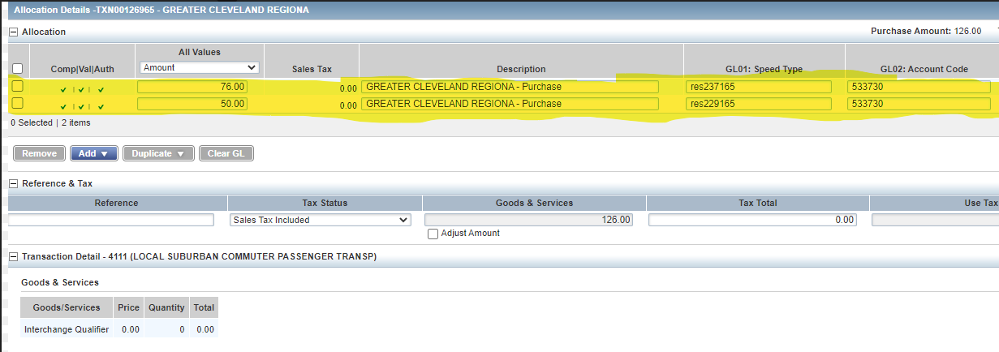 Allocation Details -TXN00126965 - GREATER CLEVELAND REGIONA
Allocation Purchase Amount: 126.00
All Values
Comp|Val|Auth Amount Sales Tax Description GL01: Speed Type GL02: Account Code
✔ | ✔ | ✔ 76.00 0.00 GREATER CLEVELAND REGIONA - Purchase res237165 533730
✔ | ✔ | ✔ 50.00 0.00 GREATER CLEVELAND REGIONA - Purchase res229165 533730
0 Selected | 2 items
Remove Add ▼ Duplicate ▼ Clear GL
Reference & Tax
Reference Tax Status Goods & Services Tax Total Use Tax
Sales Tax Included 126.00 0.00
Adjust Amount
Transaction Detail - 4111 (LOCAL SUBURBAN COMMUTER PASSENGER TRANSP)
Goods & Services
Goods/Services Price Quantity Total
Interchange Qualifier 0.00 0 0.00